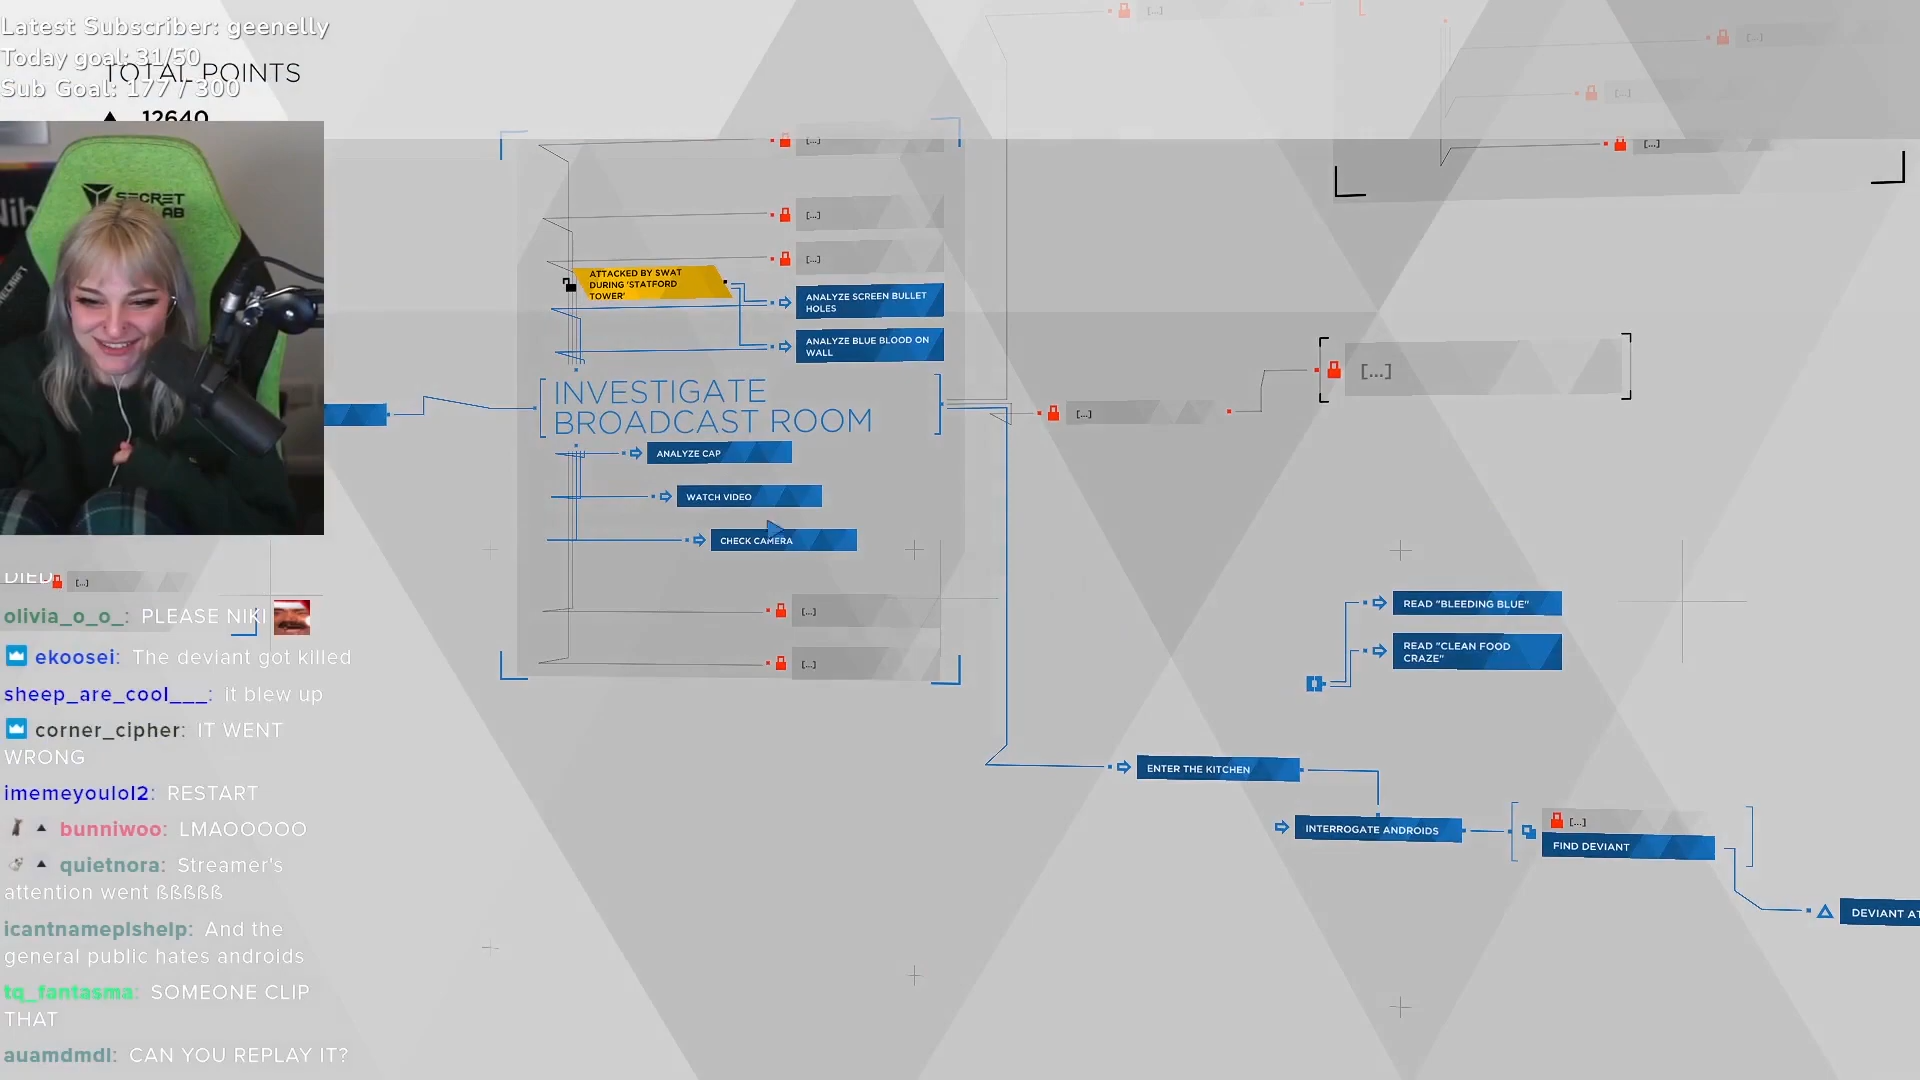 Latest Subscriber: geenelly
Today goal: 31/50
TOTAL POINTS
Sub Goal: 177 / 300
12640
SECRET
LAB
[...]
[...]
[...]
ATTACKED BY SWAT
DURING 'STATFORD
TOWER'
ANALYZE SCREEN BULLET
HOLES
ANALYZE BLUE BLOOD ON
WALL
INVESTIGATE
BROADCAST ROOM
ANALYZE CAP
WATCH VIDEO
CHECK CAMERA
[...]
[...]
[...]
[...]
[...]
[...]
[...]
[...]
READ "BLEEDING BLUE"
READ "CLEAN FOOD
CRAZE"
ENTER THE KITCHEN
INTERROGATE ANDROIDS
[...]
FIND DEVIANT
DEVIANT AT
DIED
[...]
olivia_o_o_: PLEASE NIKI
ekoosei: The deviant got killed
sheep_are_cool___: it blew up
corner_cipher: IT WENT
WRONG
imemeyoulol2: RESTART
bunniwoo: LMAOOOOO
quietnora: Streamer's
attention went ßßßßß
icantnameplshelp: And the
general public hates androids
tq_fantasma: SOMEONE CLIP
THAT
auamdmdl: CAN YOU REPLAY IT?